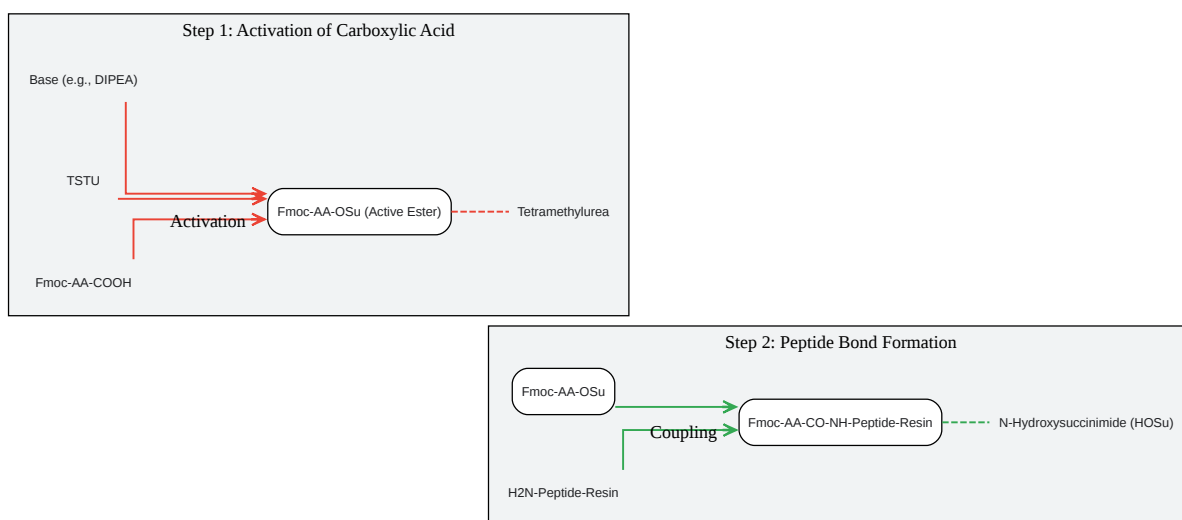 Step 1: Activation of Carboxylic Acid
Base (e.g., DIPEA)
TSTU
Activation
Fmoc-AA-OSu (Active Ester)
Tetramethylurea
Fmoc-AA-COOH
Step 2: Peptide Bond Formation
Fmoc-AA-OSu
Coupling
Fmoc-AA-CO-NH-Peptide-Resin
N-Hydroxysuccinimide (HOSu)
H2N-Peptide-Resin